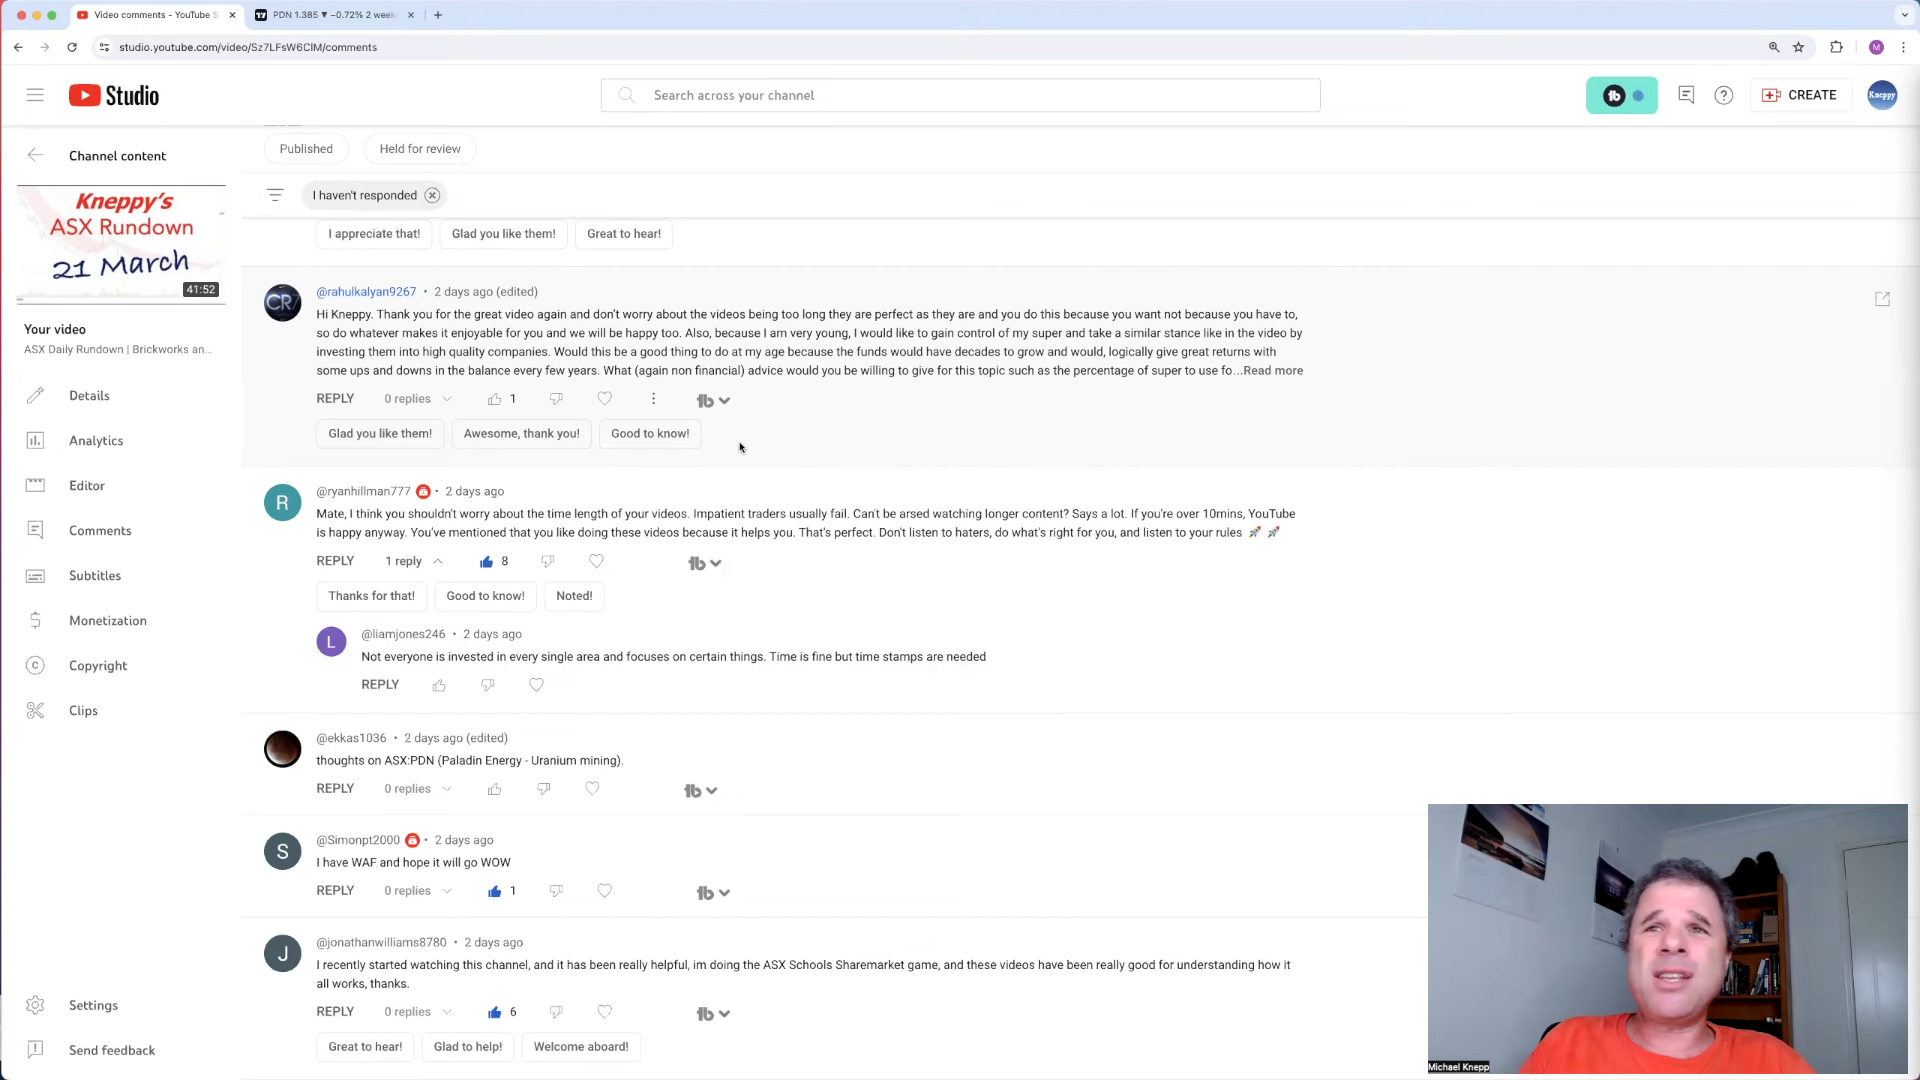 Video comments - YouTube S
PDN 1.385 ▼ −0.72% 2 week
studio.youtube.com/video/Sz7LFsW6ClM/comments
M
Studio
Search across your channel
CREATE
Kneppy
Channel content
Kneppy's
ASX Rundown
21 March
41:52
Your video
ASX Daily Rundown | Brickworks an...
Details
Analytics
Editor
Comments
Subtitles
Monetization
Copyright
Clips
Settings
Send feedback
Published Held for review
I haven't responded
I appreciate that! Glad you like them! Great to hear!
CR7
@rahulkalyan9267 • 2 days ago (edited)
Hi Kneppy. Thank you for the great video again and don't worry about the videos being too long they are perfect as they are and you do this because you want not because you have to,
so do whatever makes it enjoyable for you and we will be happy too. Also, because I am very young, I would like to gain control of my super and take a similar stance like in the video by
investing them into high quality companies. Would this be a good thing to do at my age because the funds would have decades to grow and would, logically give great returns with
some ups and downs in the balance every few years. What (again non financial) advice would you be willing to give for this topic such as the percentage of super to use fo...Read more
REPLY 0 replies 1
Glad you like them! Awesome, thank you! Good to know!
R
@ryanhillman777 • 2 days ago
Mate, I think you shouldn't worry about the time length of your videos. Impatient traders usually fail. Can't be arsed watching longer content? Says a lot. If you're over 10mins, YouTube
is happy anyway. You've mentioned that you like doing these videos because it helps you. That's perfect. Don't listen to haters, do what's right for you, and listen to your rules 🚀 🚀
REPLY 1 reply 8
Thanks for that! Good to know! Noted!
L
@liamjones246 • 2 days ago
Not everyone is invested in every single area and focuses on certain things. Time is fine but time stamps are needed
REPLY
@ekkas1036 • 2 days ago (edited)
thoughts on ASX:PDN (Paladin Energy - Uranium mining).
REPLY 0 replies
S
@Simonpt2000 • 2 days ago
I have WAF and hope it will go WOW
REPLY 0 replies 1
J
@jonathanwilliams8780 • 2 days ago
I recently started watching this channel, and it has been really helpful, im doing the ASX Schools Sharemarket game, and these videos have been really good for understanding how it
all works, thanks.
REPLY 0 replies 6
Great to hear! Glad to help! Welcome aboard!
Michael Knepp